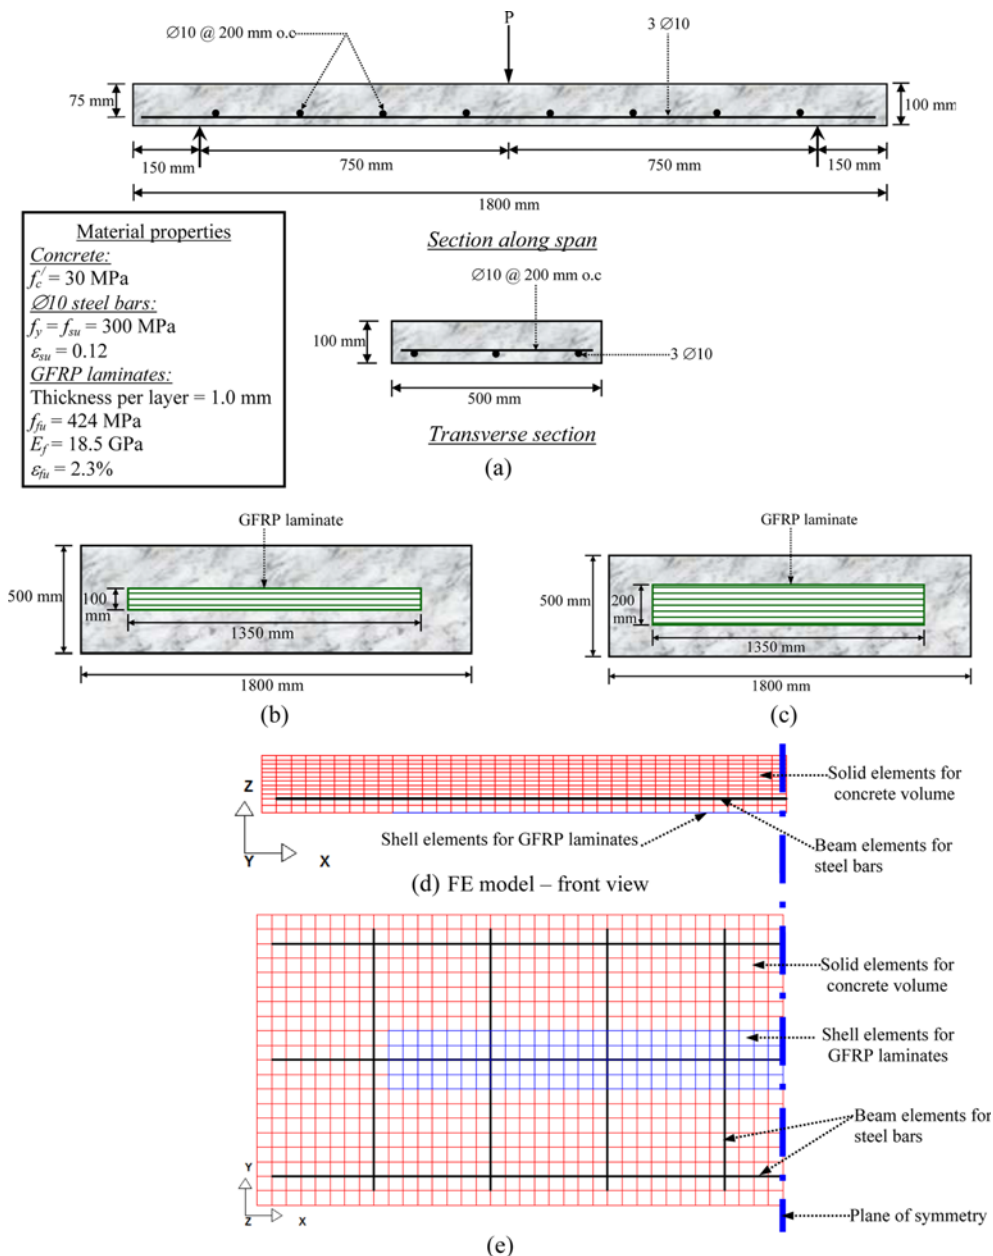 P
Ø10 @ 200 mm o.c
3 Ø10
75 mm
100 mm
150 mm
750 mm
750 mm
150 mm
1800 mm
Section along span
Material properties
Concrete:
f′c = 30 MPa
Ø10 steel bars:
fy = fsu = 300 MPa
εsu = 0.12
GFRP laminates:
Thickness per layer = 1.0 mm
ffu = 424 MPa
Ef = 18.5 GPa
εfu = 2.3%
Ø10 @ 200 mm o.c
100 mm
3 Ø10
500 mm
Transverse section
(a)
GFRP laminate
500 mm
100
mm
1350 mm
1800 mm
(b)
GFRP laminate
500 mm
200
mm
1350 mm
1800 mm
(c)
Z
Y
X
Solid elements for
concrete volume
Shell elements for GFRP laminates
Beam elements for
steel bars
(d) FE model – front view
Solid elements for
concrete volume
Shell elements for
GFRP laminates
Beam elements for
steel bars
Y
Z
X
Plane of symmetry
(e)